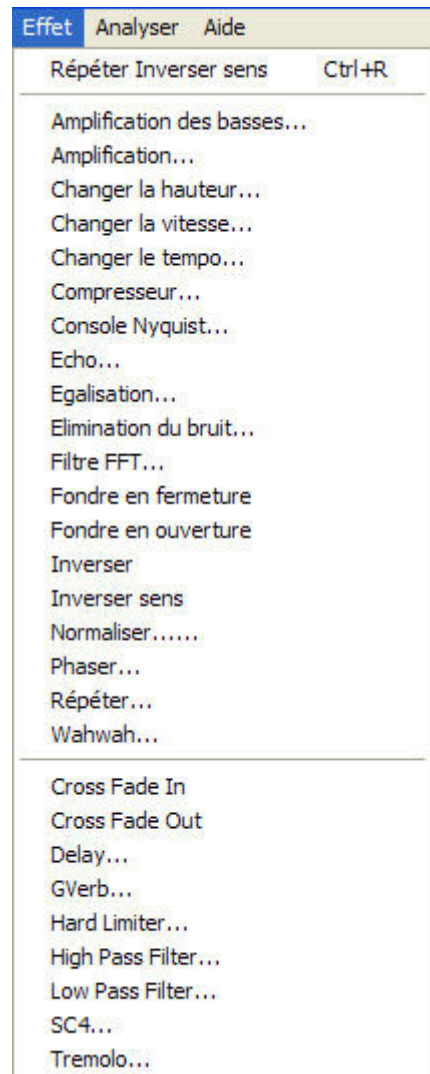 Effet Analyser Aide
Répéter Inverser sens Ctrl+R
Amplification des basses...
Amplification...
Changer la hauteur...
Changer la vitesse...
Changer le tempo...
Compresseur...
Console Nyquist...
Echo...
Egalisation...
Elimination du bruit...
Filtre FFT...
Fondre en fermeture
Fondre en ouverture
Inverser
Inverser sens
Normaliser......
Phaser...
Répéter...
Wahwah...
Cross Fade In
Cross Fade Out
Delay...
GVerb...
Hard Limiter...
High Pass Filter...
Low Pass Filter...
SC4...
Tremolo...